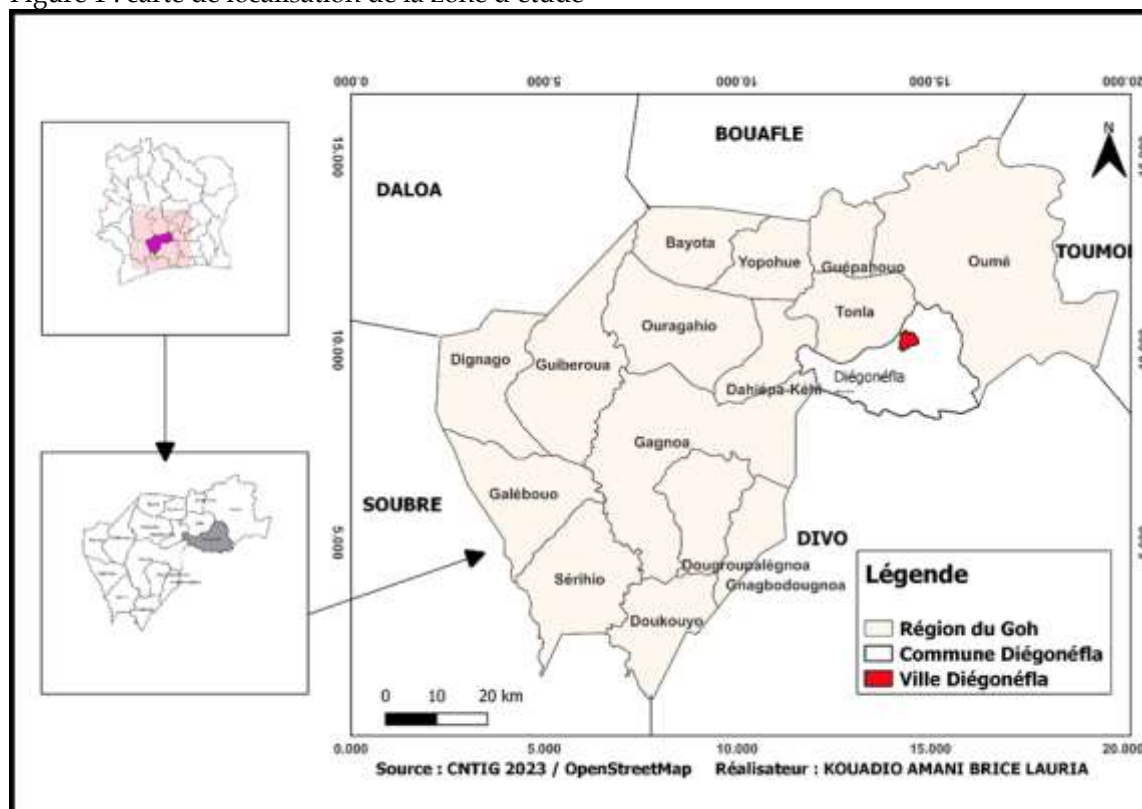 Figure 1 : carte de localisation de la zone d'étude
0.000 5.000 10.000 15.000 20.000
N
BOUAFLE
DALOA
15.000
TOUMOI
Bayota
Yopohue
Guépahouo
Oumé
Tonla
Ouragahio
10.000
Dignago
Guiberoua
Diégonéfla
Gagnoa
Galébouo
SOUBRE
DIVO
5.000
Dougroupalégnoa
Gnagbodougnoa
Sérihio
Doukouyo
Légende
Région du Goh
Commune Diégonéfla
Ville Diégonéfla
0 10 20 km
0.000 5.000 10.000 15.000 20.000
Source : CNTIG 2023 / OpenStreetMap Réalisateur : KOUADIO AMANI BRICE LAURIA